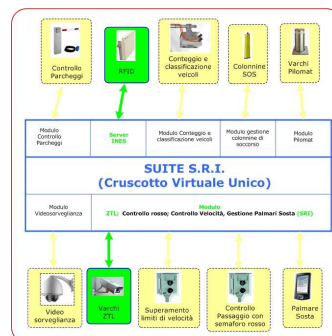 Controllo
Parcheggi
RFID
Conteggio e
classificazione
veicoli
Colonnine
SOS
Varchi
Pilomat
Modulo
Controllo
Parcheggi
Server
INES
Modulo Conteggio e
classificazione veicoli
Modulo gestione
colonnine di
soccorso
Modulo
Pilomat
SUITE S.R.I.
(Cruscotto Virtuale Unico)
Modulo
Videosorveglianza
Modulo
ZTL; Controllo rosso; Controllo Velocità, Gestione Palmari Sosta (SRI)
Video
sorveglianza
Varchi
ZTL
Superamento
limiti di velocità
Controllo
Passaggio con
semaforo rosso
Palmare
Sosta